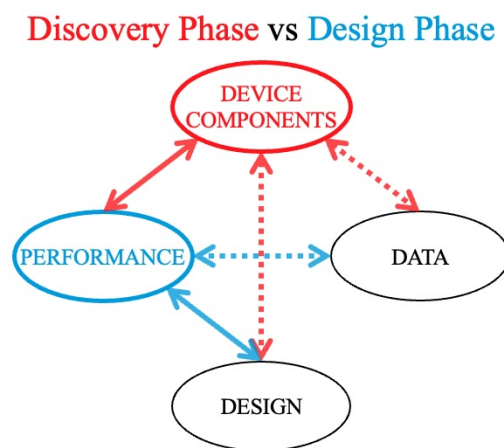 Discovery Phase vs Design Phase
DEVICE
COMPONENTS
PERFORMANCE
DATA
DESIGN